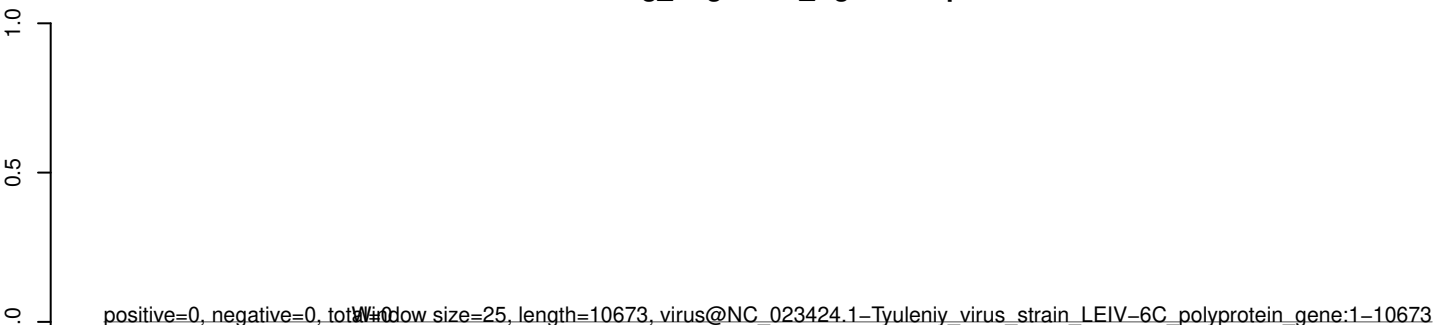 1.0
0.5
.0
positive=0, negative=0, total=0
Window size=25, length=10673, virus@NC_023424.1−Tyuleniy_virus_strain_LEIV−6C_polyprotein_gene:1−10673